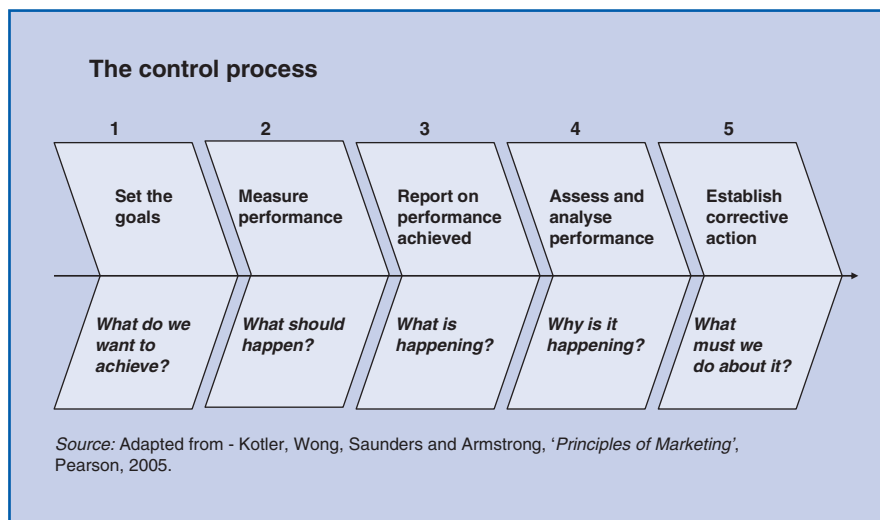 The control process
1
2
3
4
5
Set the
goals
Measure
performance
Report on
performance
achieved
Assess and
analyse
performance
Establish
corrective
action
What do we
want to
achieve?
What should
happen?
What is
happening?
Why is it
happening?
What
must we
do about it?
Source: Adapted from - Kotler, Wong, Saunders and Armstrong, ‘Principles of Marketing’,
Pearson, 2005.